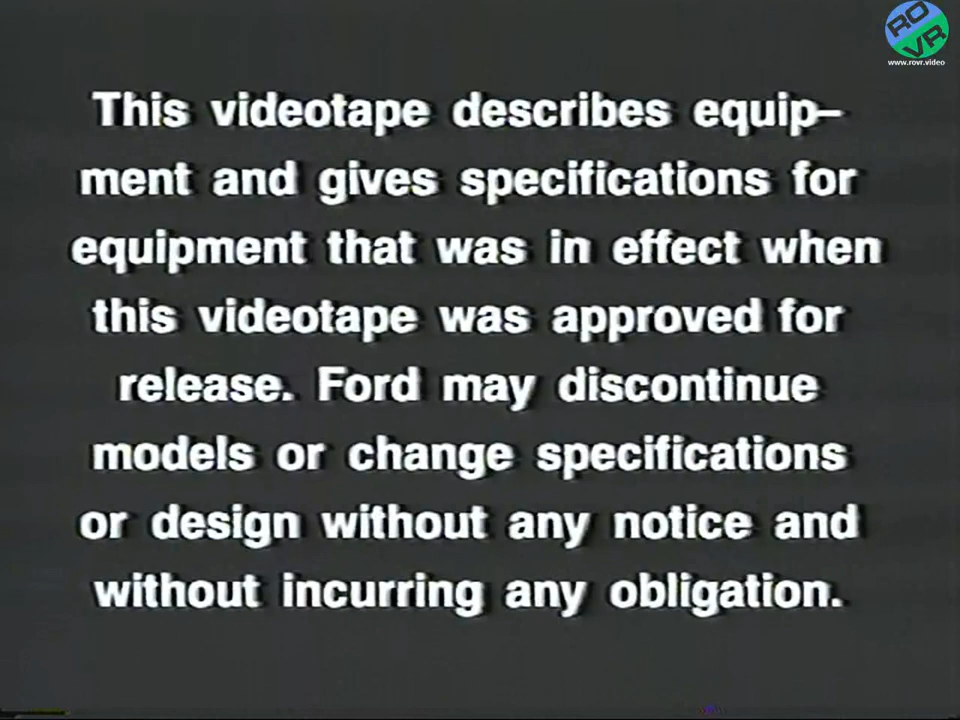 RO
VR
www.rovr.video
This videotape describes equip–
ment and gives specifications for
equipment that was in effect when
this videotape was approved for
release. Ford may discontinue
models or change specifications
or design without any notice and
without incurring any obligation.